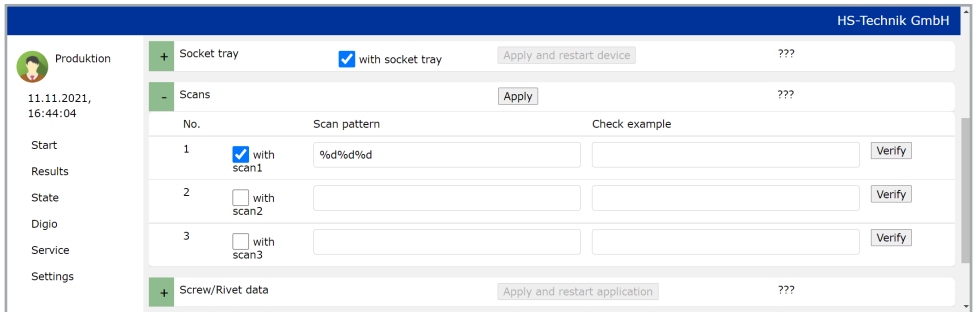 HS-Technik GmbH
Produktion
11.11.2021,
16:44:04
Start
Results
State
Digio
Service
Settings
+ Socket tray with socket tray Apply and restart device ???
- Scans Apply ???
No. Scan pattern Check example
1 with scan1 %d%d%d Verify
2 with scan2 Verify
3 with scan3 Verify
+ Screw/Rivet data Apply and restart application ???